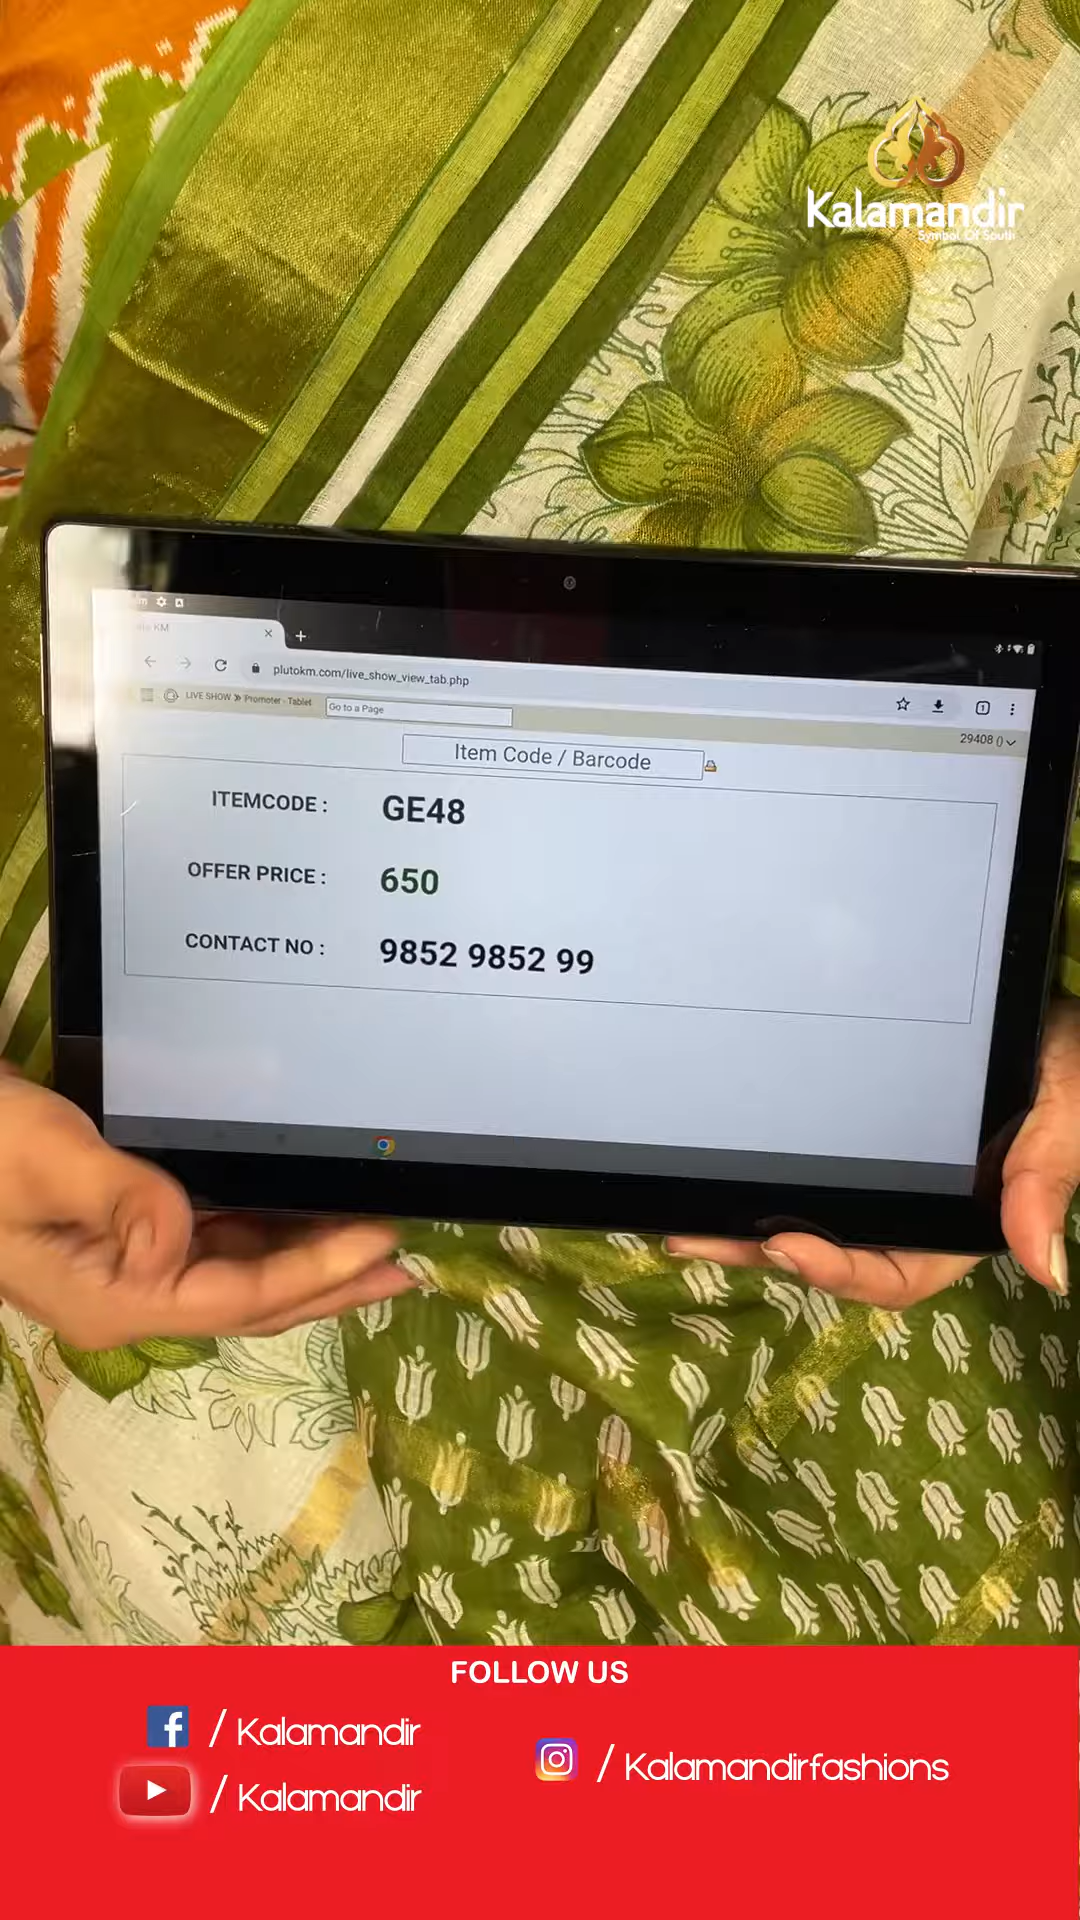 Kalamandir
Symbol Of South
plutokm.com/live_show_view_tab.php
LIVE SHOW » Promoter - Tablet
Go to a Page
29408 ()
Item Code / Barcode
ITEMCODE : GE48
OFFER PRICE : 650
CONTACT NO : 9852 9852 99
FOLLOW US
/ Kalamandir
/ Kalamandirfashions
/ Kalamandir